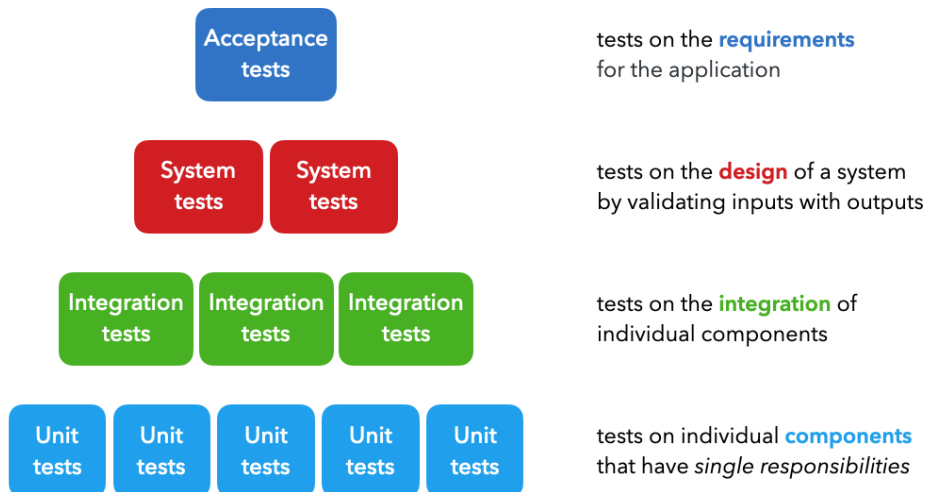 Acceptance
tests
tests on the requirements
for the application
System
tests
System
tests
tests on the design of a system
by validating inputs with outputs
Integration
tests
Integration
tests
Integration
tests
tests on the integration of
individual components
Unit
tests
Unit
tests
Unit
tests
Unit
tests
Unit
tests
tests on individual components
that have single responsibilities